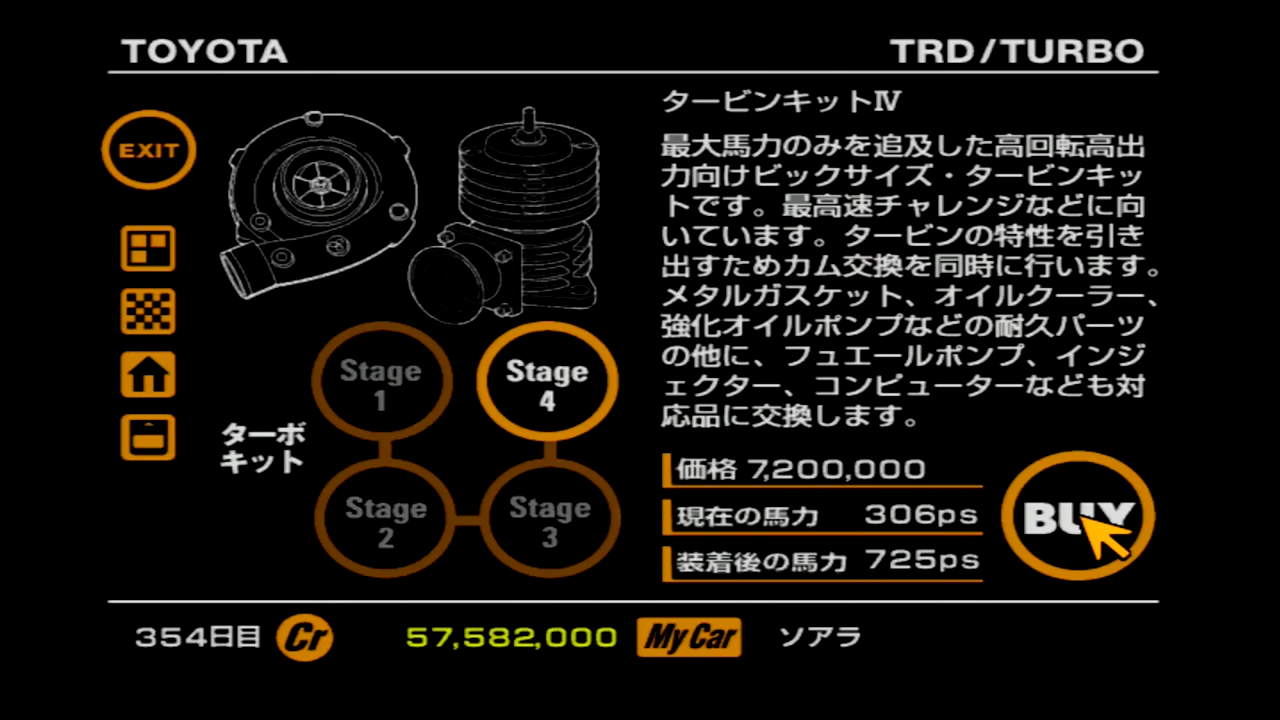 TOYOTA
TRD/TURBO
EXIT
タービンキットⅣ
最大馬力のみを追及した高回転高出
力向けビックサイズ・タービンキッ
トです。最高速チャレンジなどに向
いています。タービンの特性を引き
出すためカム交換を同時に行います。
メタルガスケット、オイルクーラー、
強化オイルポンプなどの耐久パーツ
の他に、フュエールポンプ、インジ
ェクター、コンピューターなども対
応品に交換します。
ターボ
キット
Stage
1
Stage
4
Stage
2
Stage
3
価格 7,200,000
現在の馬力 306ps
装着後の馬力 725ps
BUY
354日目
Cr
57,582,000
My Car
ソアラ